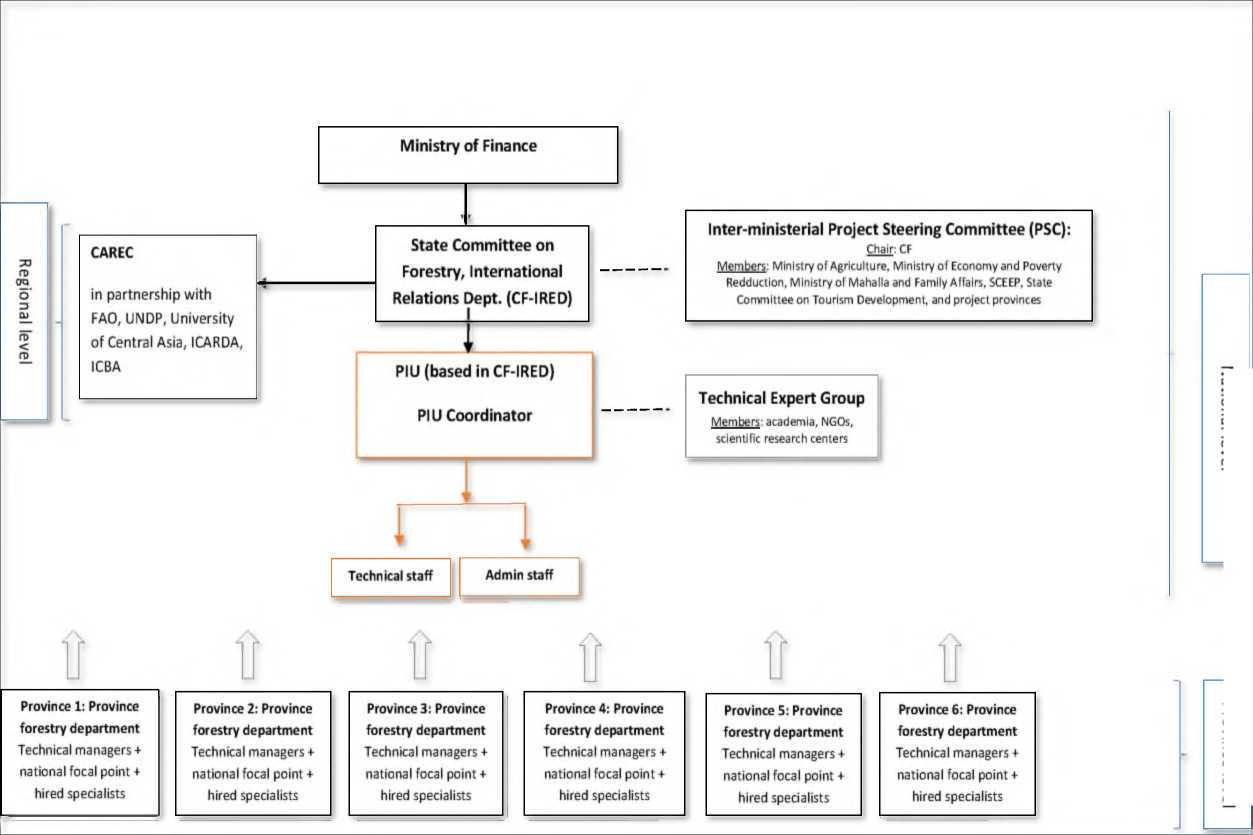 Ministry of Finance
State Committee on
Forestry, International
Relations Dept. (CF-IRED)
Inter-ministerial Project Steering Committee (PSC):
Chair: CF
Members: Ministry of Agriculture, Ministry of Economy and Poverty
Redduction, Ministry of Mahalla and Family Affairs, SCEEP, State
Committee on Tourism Development, and project provinces
Regional level
CAREC
in partnership with
FAO, UNDP, University
of Central Asia, ICARDA,
ICBA
PIU (based in CF-IRED)
PIU Coordinator
Technical Expert Group
Members: academia, NGOs,
scientific research centers
Technical staff
Admin staff
Province 1: Province
forestry department
Technical managers +
national focal point +
hired specialists
Province 2: Province
forestry department
Technical managers +
national focal point +
hired specialists
Province 3: Province
forestry department
Technical managers +
national focal point +
hired specialists
Province 4: Province
forestry department
Technical managers +
national focal point +
hired specialists
Province 5: Province
forestry department
Technical managers +
national focal point +
hired specialists
Province 6: Province
forestry department
Technical managers +
national focal point +
hired specialists